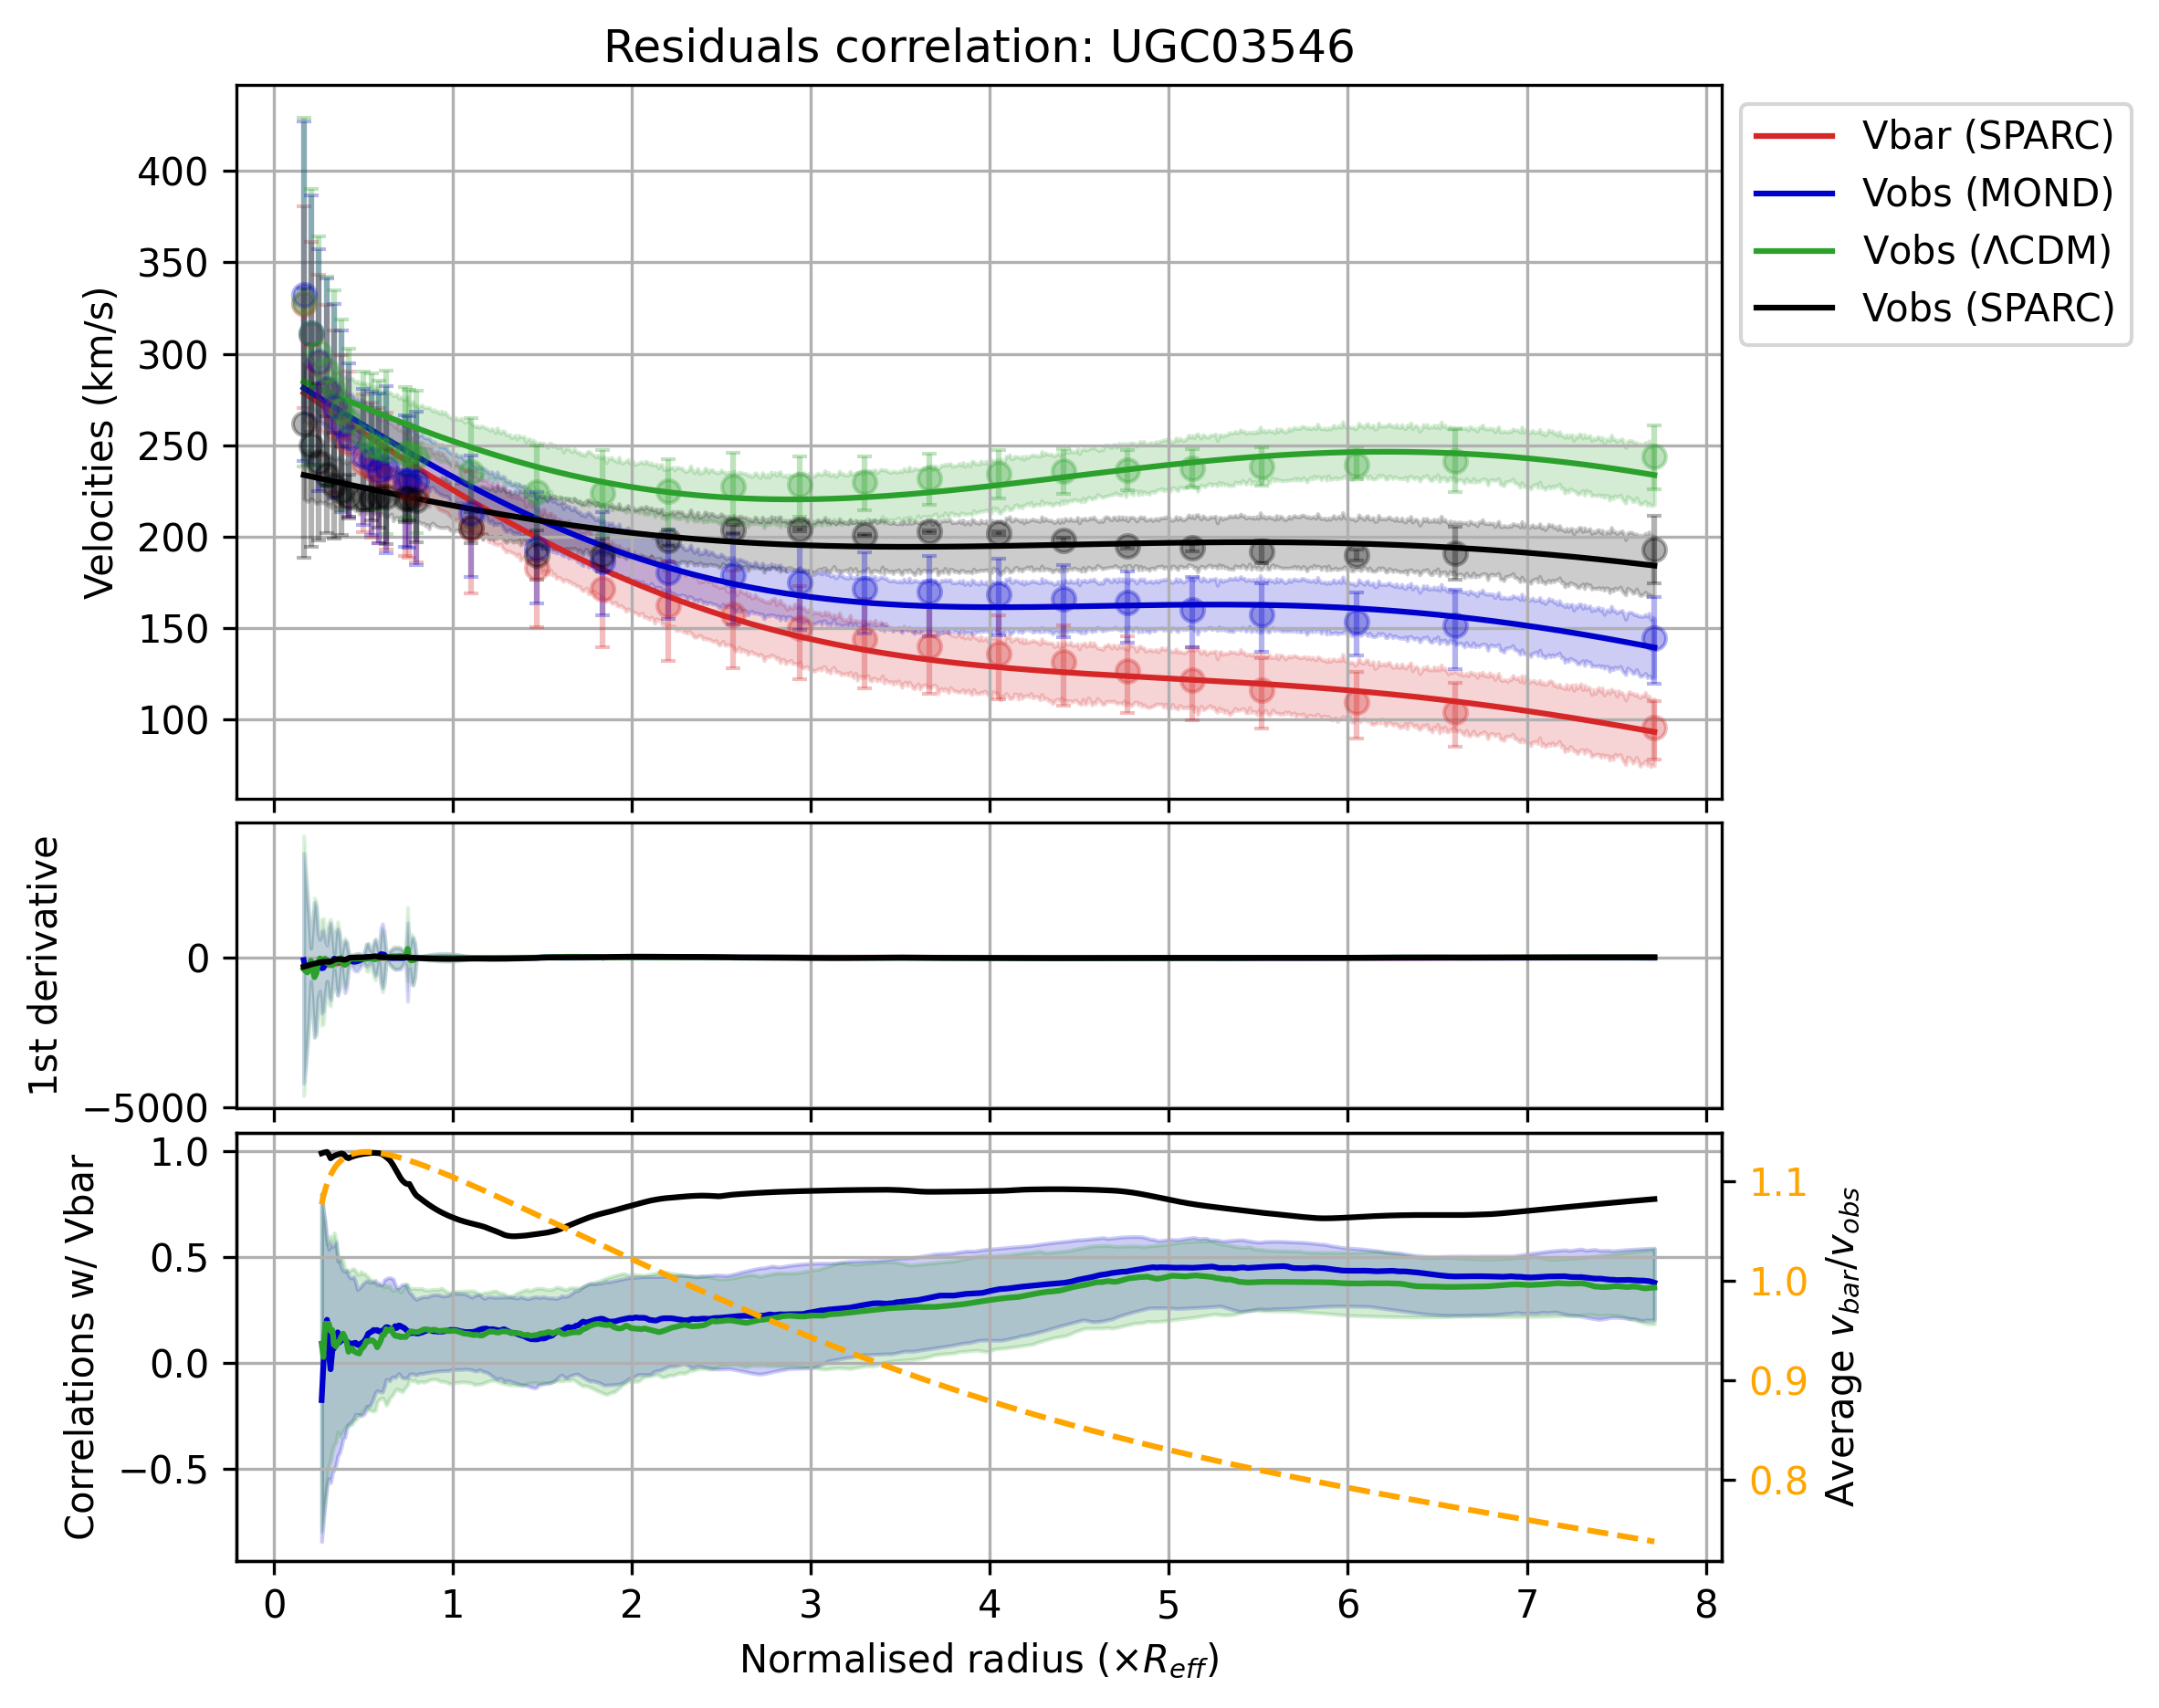 Residuals correlation: UGC03546
Velocities (km/s)
400
350
300
250
200
150
100
Vbar (SPARC)
Vobs (MOND)
Vobs (ΛCDM)
Vobs (SPARC)
1st derivative
0
−5000
Correlations w/ Vbar
1.0
0.5
0.0
−0.5
1.1
1.0
0.9
0.8
Average v_bar/v_obs
0 1 2 3 4 5 6 7 8
Normalised radius (×R_eff)